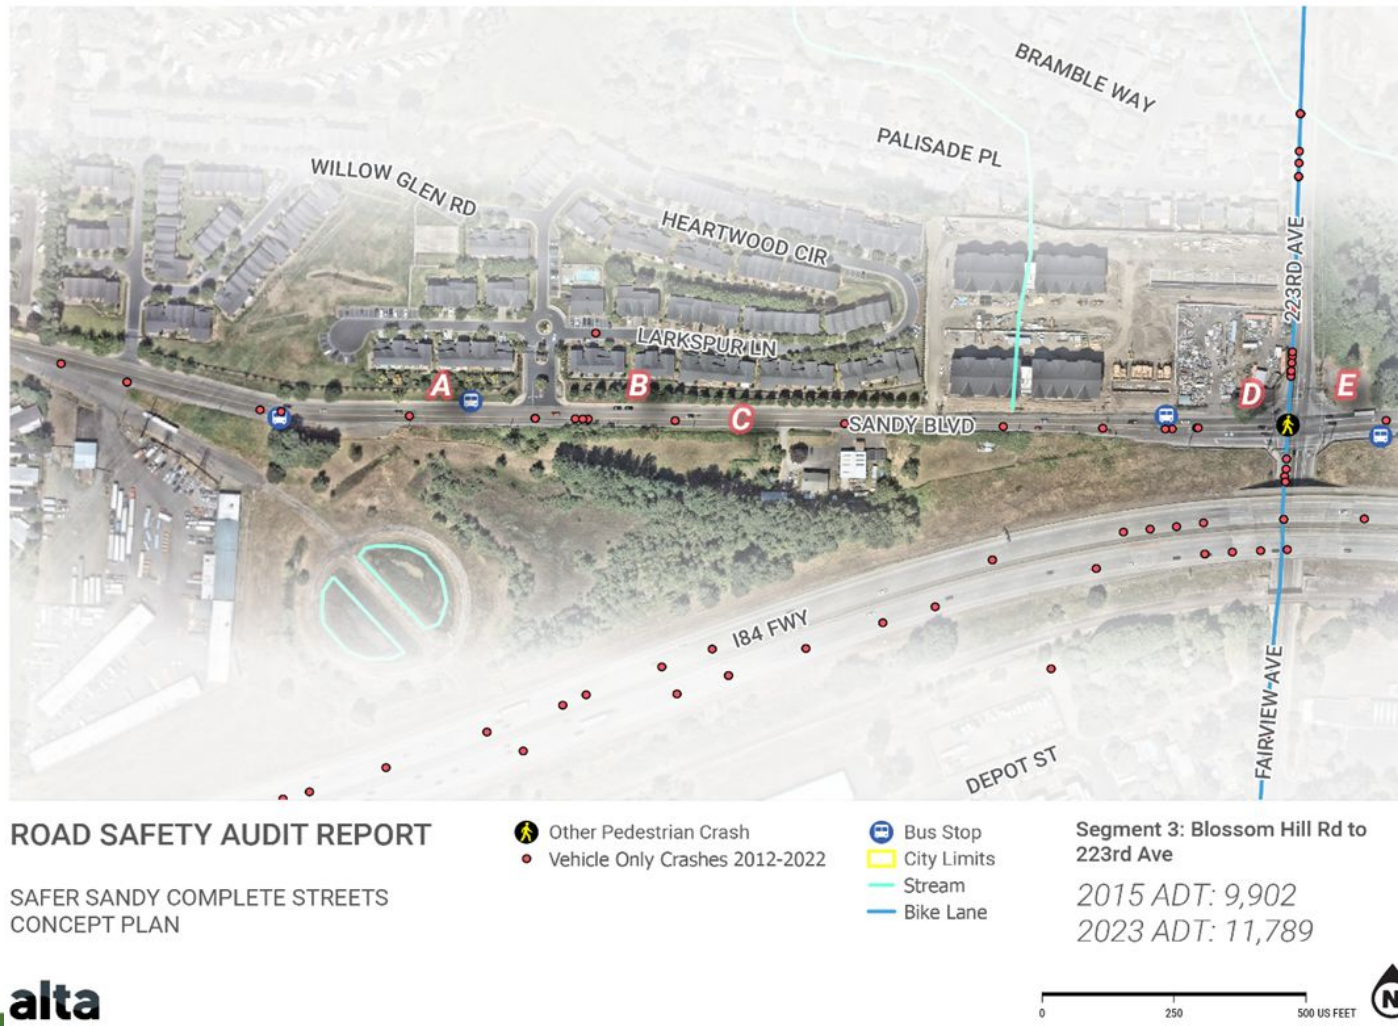 BRAMBLE WAY
PALISADE PL
WILLOW GLEN RD
HEARTWOOD CIR
223RD AVE
LARKSPUR LN
A
B
C
D
E
SANDY BLVD
I84 FWY
FAIRVIEW AVE
DEPOT ST
ROAD SAFETY AUDIT REPORT
SAFER SANDY COMPLETE STREETS
CONCEPT PLAN
alta
Other Pedestrian Crash
Vehicle Only Crashes 2012-2022
Bus Stop
City Limits
Stream
Bike Lane
Segment 3: Blossom Hill Rd to
223rd Ave
2015 ADT: 9,902
2023 ADT: 11,789
0 250 500 US FEET
N